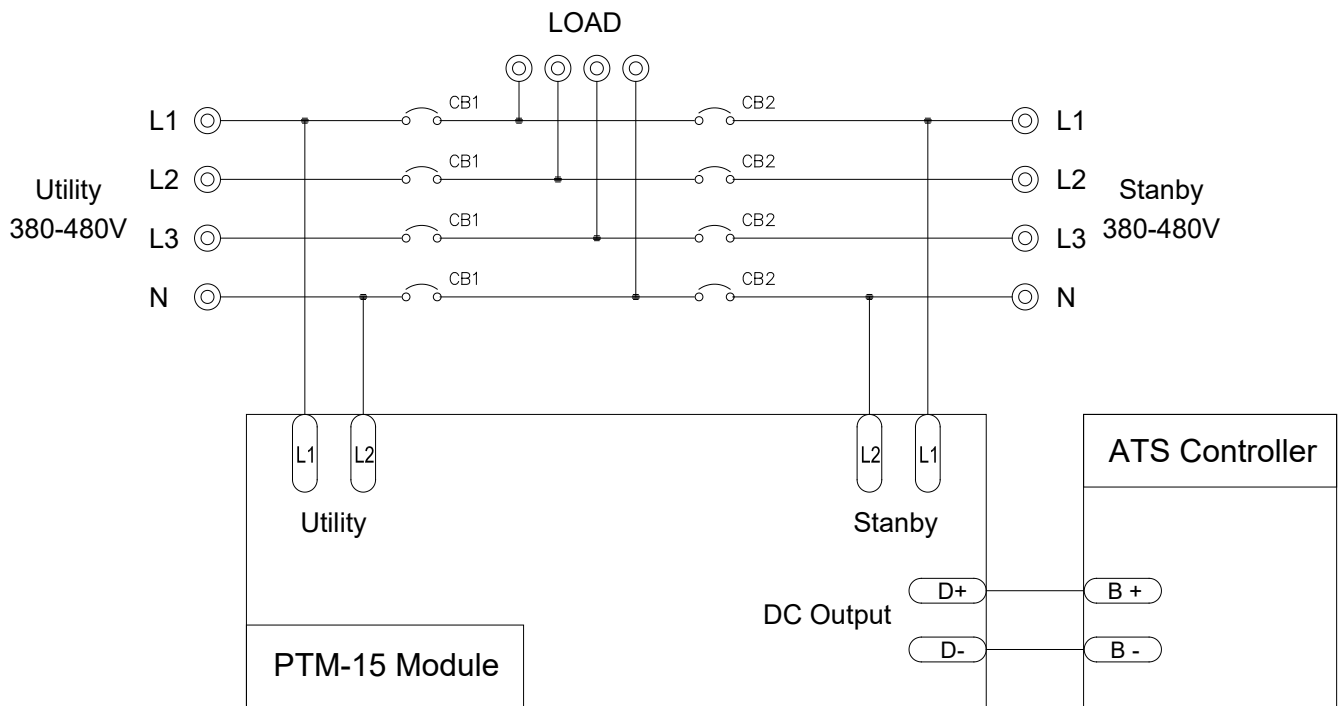 LOAD
CB1 CB2
L1 L1
CB1 CB2
L2 L2
Utility Stanby
380-480V 380-480V
CB1 CB2
L3 L3
CB1 CB2
N N
L1 L2 L2 L1
Utility Stanby
ATS Controller
DC Output
D+ B +
D- B -
PTM-15 Module